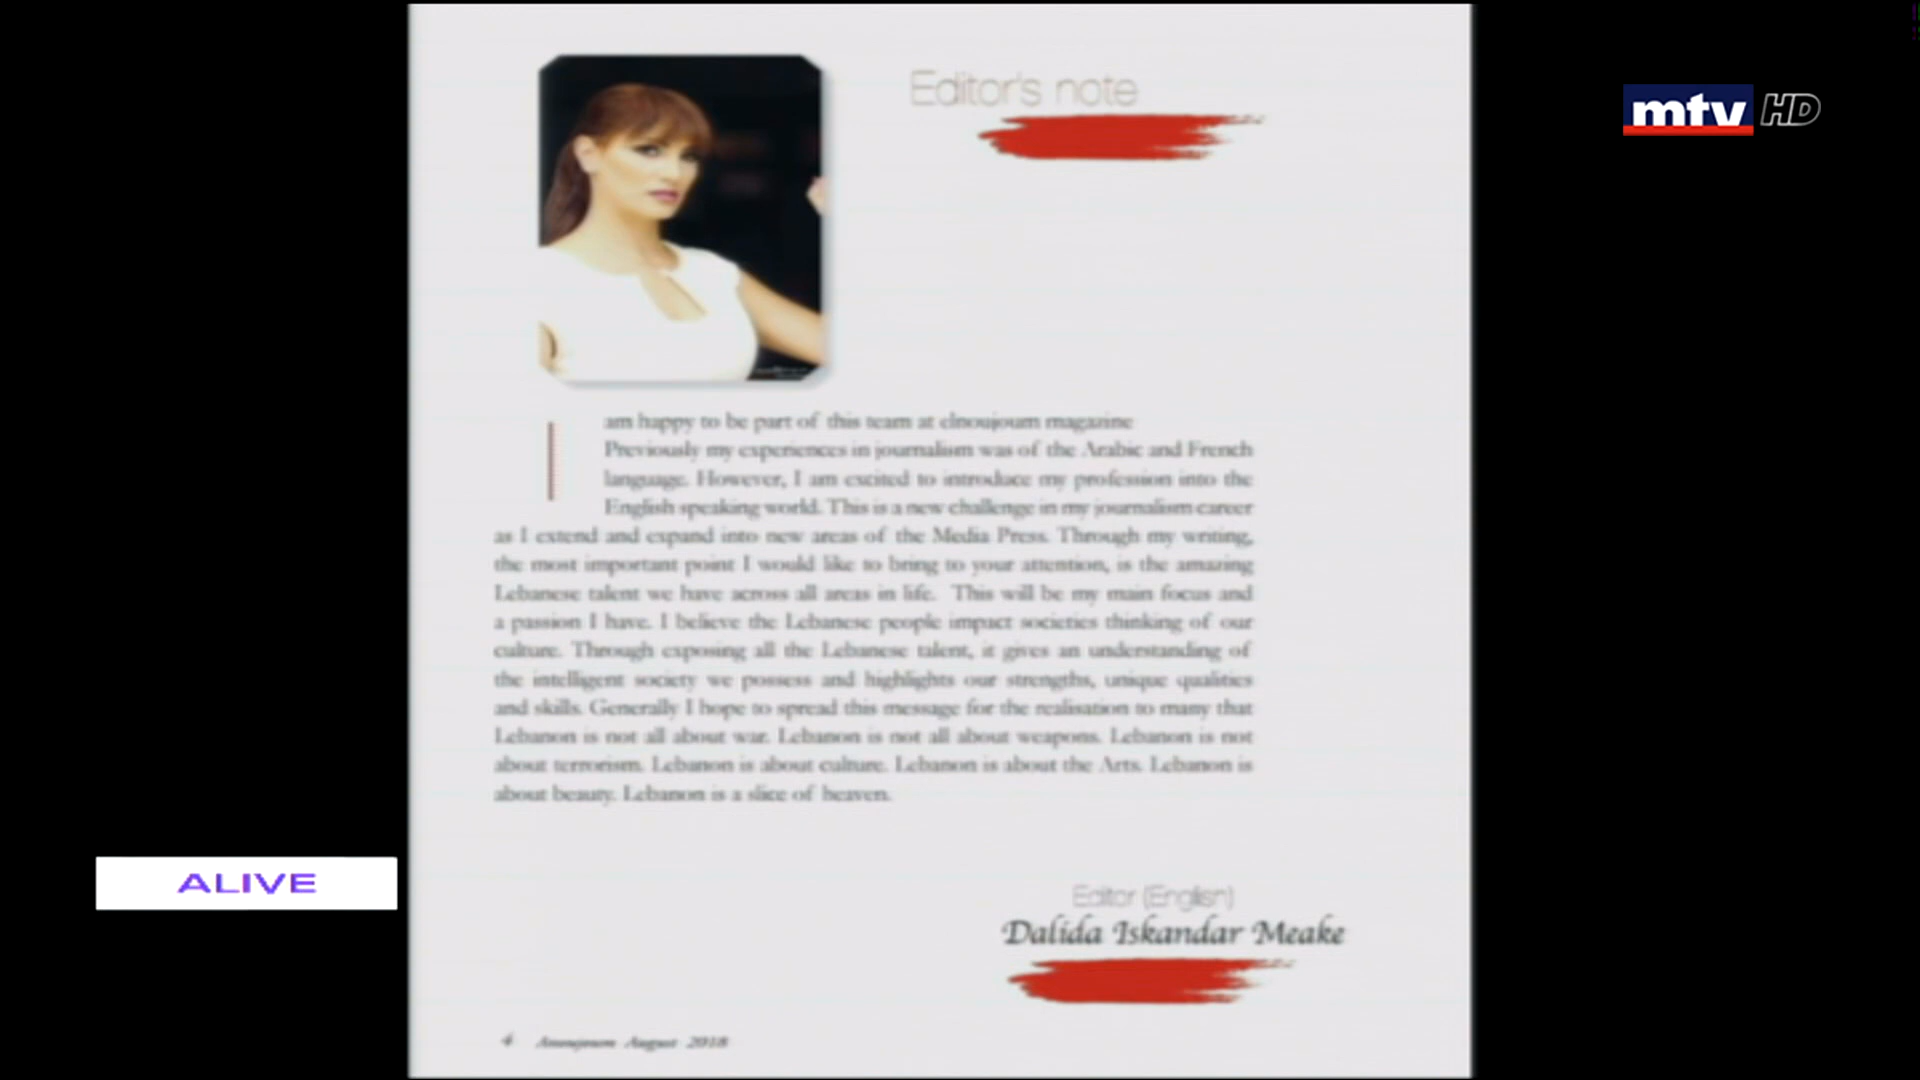 Editor's note
mtv HD
I am happy to be part of this team at elnoujoum magazine
Previously my experiences in journalism was of the Arabic and French
language. However, I am excited to introduce my profession into the
English speaking world. This is a new challenge in my journalism career
as I extend and expand into new areas of the Media Press. Through my writing,
the most important point I would like to bring to your attention, is the amazing
Lebanese talent we have across all areas in life. This will be my main focus and
a passion I have. I believe the Lebanese people impact societies thinking of our
culture. Through exposing all the Lebanese talent, it gives an understanding of
the intelligent society we possess and highlights our strengths, unique qualities
and skills. Generally I hope to spread this message for the realisation to many that
Lebanon is not all about war. Lebanon is not all about weapons. Lebanon is not
about terrorism. Lebanon is about culture. Lebanon is about the Arts. Lebanon is
about beauty. Lebanon is a slice of heaven.
ALIVE
Editor (English)
Dalida Iskandar Meake
4 August 2018